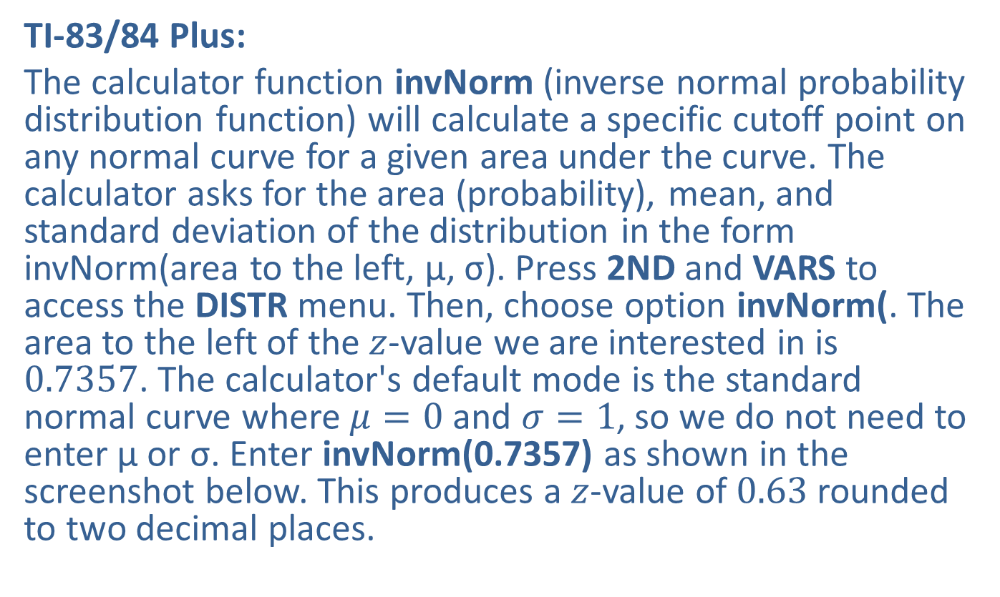 TI-83/84 Plus:
The calculator function invNorm (inverse normal probability
distribution function) will calculate a specific cutoff point on
any normal curve for a given area under the curve. The
calculator asks for the area (probability), mean, and
standard deviation of the distribution in the form
invNorm(area to the left, μ, σ). Press 2ND and VARS to
access the DISTR menu. Then, choose option invNorm(. The
area to the left of the z-value we are interested in is
0.7357. The calculator's default mode is the standard
normal curve where μ = 0 and σ = 1, so we do not need to
enter μ or σ. Enter invNorm(0.7357) as shown in the
screenshot below. This produces a z-value of 0.63 rounded
to two decimal places.